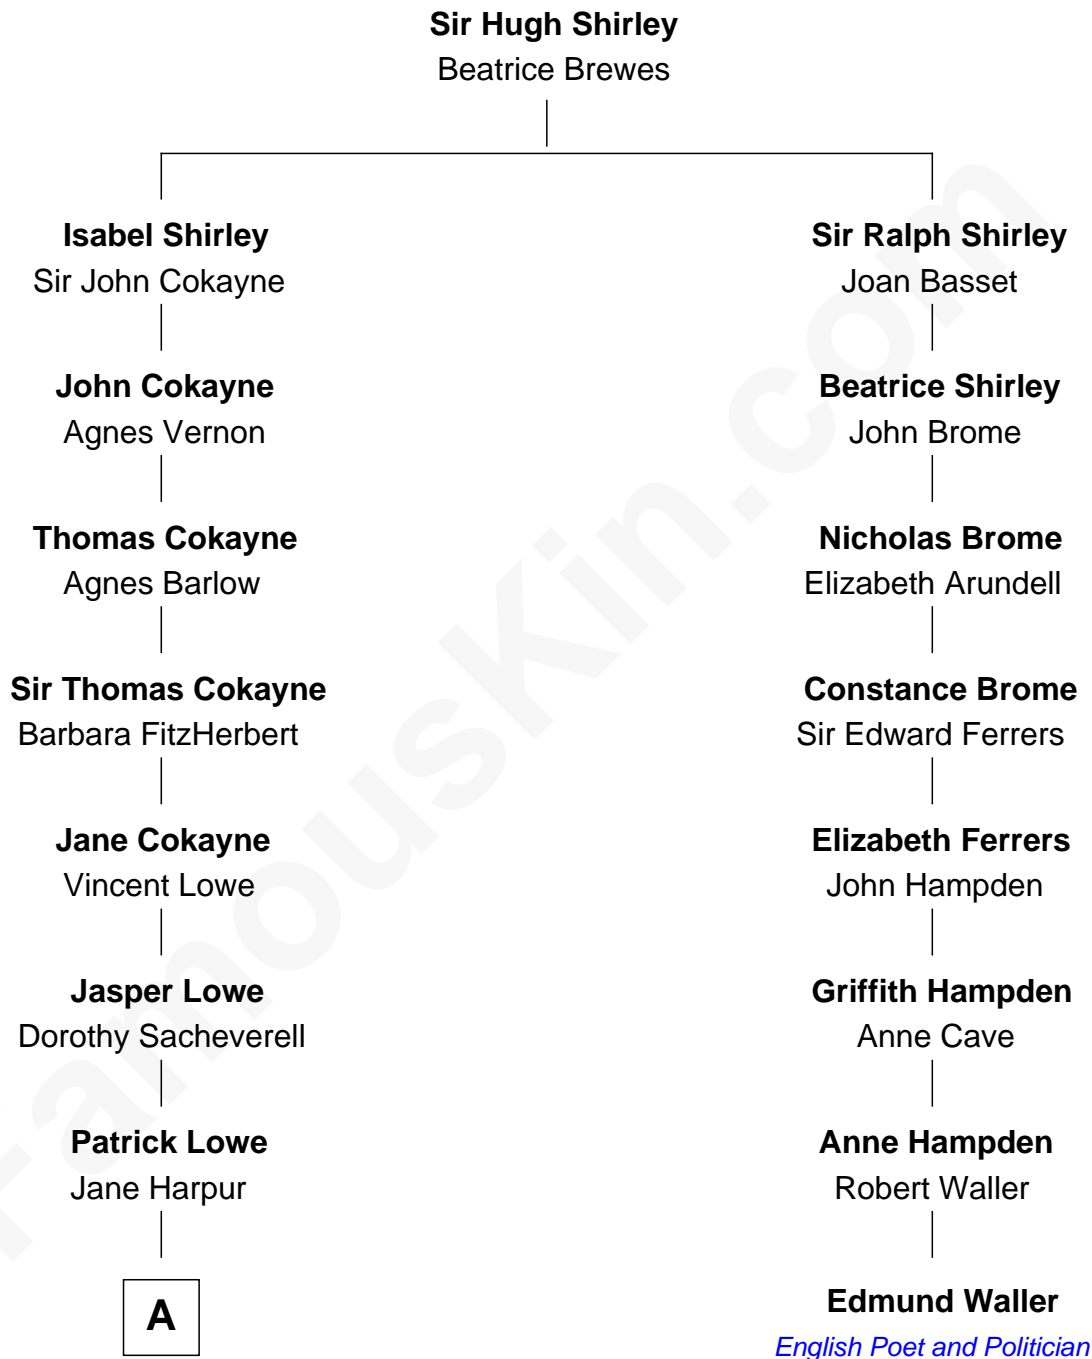 Sir Hugh Shirley
Beatrice Brewes
Isabel Shirley
Sir John Cokayne
Sir Ralph Shirley
Joan Basset
John Cokayne
Agnes Vernon
Beatrice Shirley
John Brome
Thomas Cokayne
Agnes Barlow
Nicholas Brome
Elizabeth Arundell
Sir Thomas Cokayne
Barbara FitzHerbert
Constance Brome
Sir Edward Ferrers
Jane Cokayne
Vincent Lowe
Elizabeth Ferrers
John Hampden
Jasper Lowe
Dorothy Sacheverell
Griffith Hampden
Anne Cave
Patrick Lowe
Jane Harpur
Anne Hampden
Robert Waller
A
Edmund Waller
English Poet and Politician
FamousKin.com